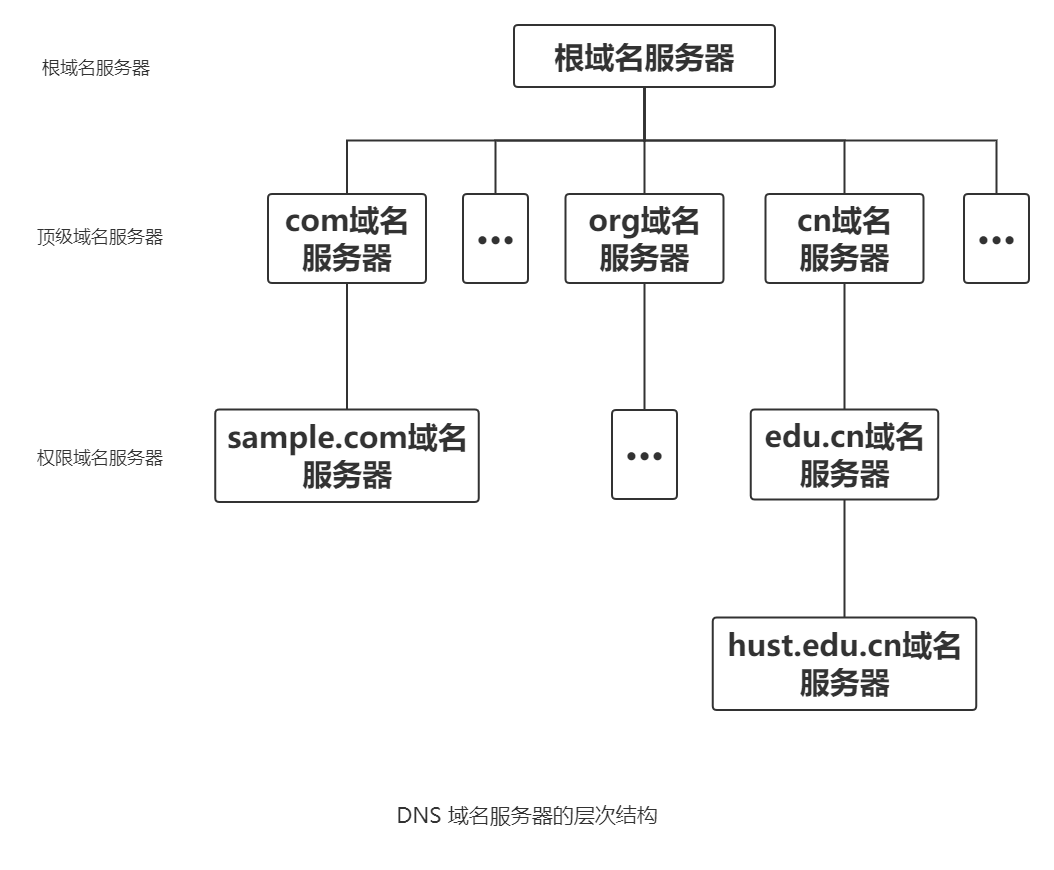 根域名服务器
根域名服务器
顶级域名服务器
com域名
服务器
•••
org域名
服务器
cn域名
服务器
•••
权限域名服务器
sample.com域名
服务器
•••
edu.cn域名
服务器
hust.edu.cn域名
服务器
DNS 域名服务器的层次结构